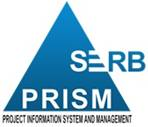 SERB
PRISM
PROJECT INFORMATION SYSTEM AND MANAGEMENT